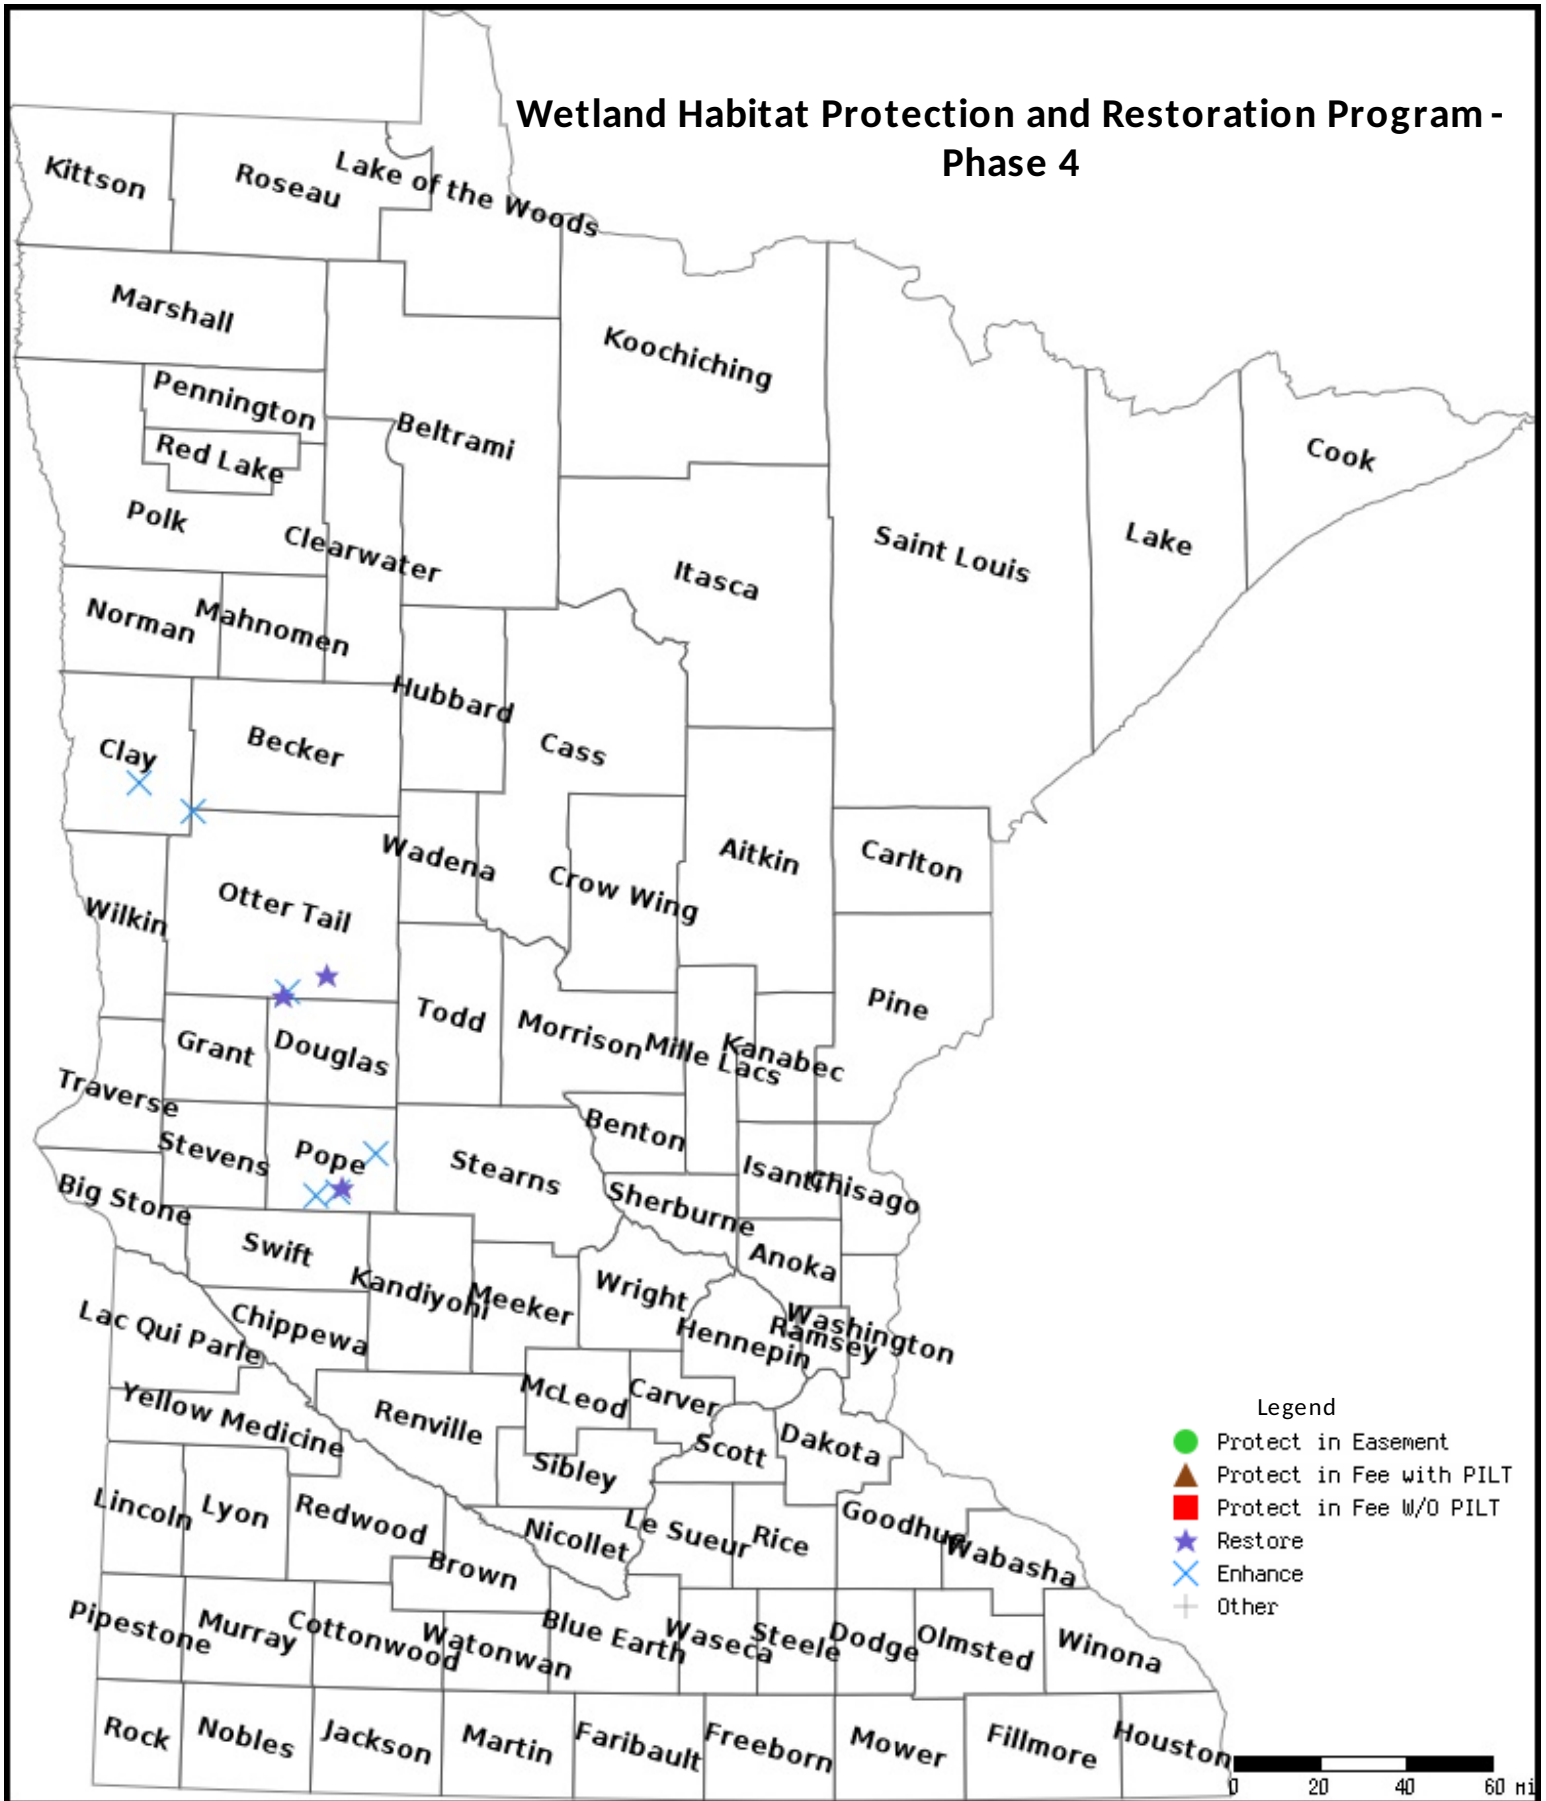 Wetland Habitat Protection and Restoration Program -
Phase 4
Kittson
Roseau
Lake of the Woods
Marshall
Koochiching
Pennington
Beltrami
Red Lake
Cook
Polk
Clearwater
Saint Louis
Lake
Itasca
Norman
Mahnomen
Hubbard
Clay
Becker
Cass
Wadena
Aitkin
Carlton
Crow Wing
Otter Tail
Wilkin
Pine
Todd
Morrison
Mille Lacs
Kanabec
Grant
Douglas
Traverse
Benton
Stevens
Pope
Stearns
Isanti
Chisago
Big Stone
Sherburne
Swift
Anoka
Kandiyohi
Meeker
Wright
Lac Qui Parle
Chippewa
Hennepin
Ramsey
Washington
McLeod
Carver
Yellow Medicine
Renville
Scott
Dakota
Sibley
Lincoln
Lyon
Redwood
Nicollet
Le Sueur
Rice
Goodhue
Wabasha
Brown
Pipestone
Murray
Cottonwood
Watonwan
Blue Earth
Waseca
Steele
Dodge
Olmsted
Winona
Rock
Nobles
Jackson
Martin
Faribault
Freeborn
Mower
Fillmore
Houston
Legend
Protect in Easement
Protect in Fee with PILT
Protect in Fee W/O PILT
Restore
Enhance
Other
0 20 40 60 mi